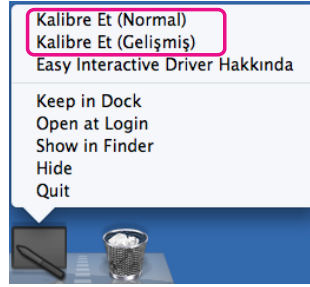 Kalibre Et (Normal)
Kalibre Et (Gelişmiş)
Easy Interactive Driver Hakkında
Keep in Dock
Open at Login
Show in Finder
Hide
Quit